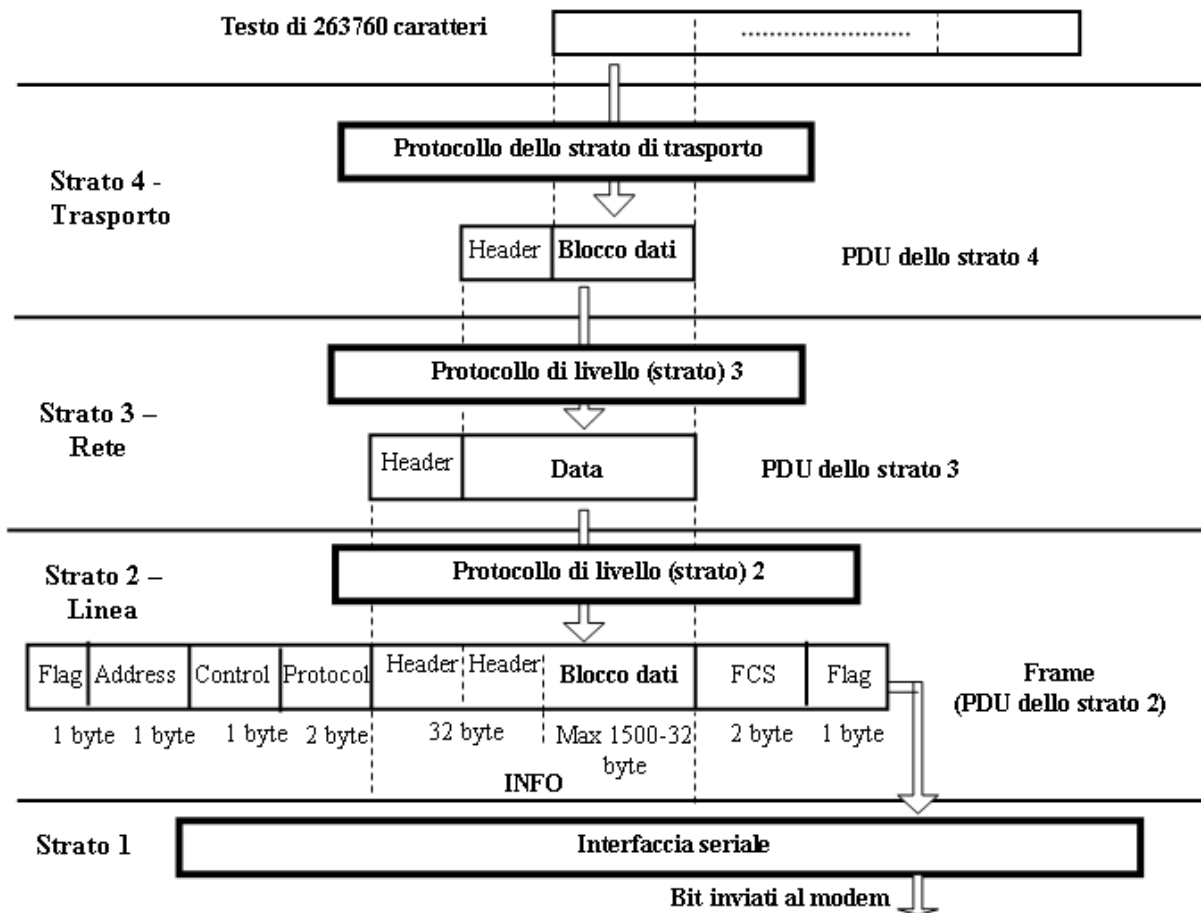 Testo di 263760 caratteri
Protocollo dello strato di trasporto
Strato 4 -
Trasporto
Header Blocco dati
PDU dello strato 4
Protocollo di livello (strato) 3
Strato 3 –
Rete
Header Data
PDU dello strato 3
Protocollo di livello (strato) 2
Strato 2 –
Linea
Flag Address Control Protocol Header Header Blocco dati FCS Flag
Frame
(PDU dello strato 2)
1 byte 1 byte 1 byte 2 byte 32 byte Max 1500-32 2 byte 1 byte
byte
INFO
Strato 1
Interfaccia seriale
Bit inviati al modem